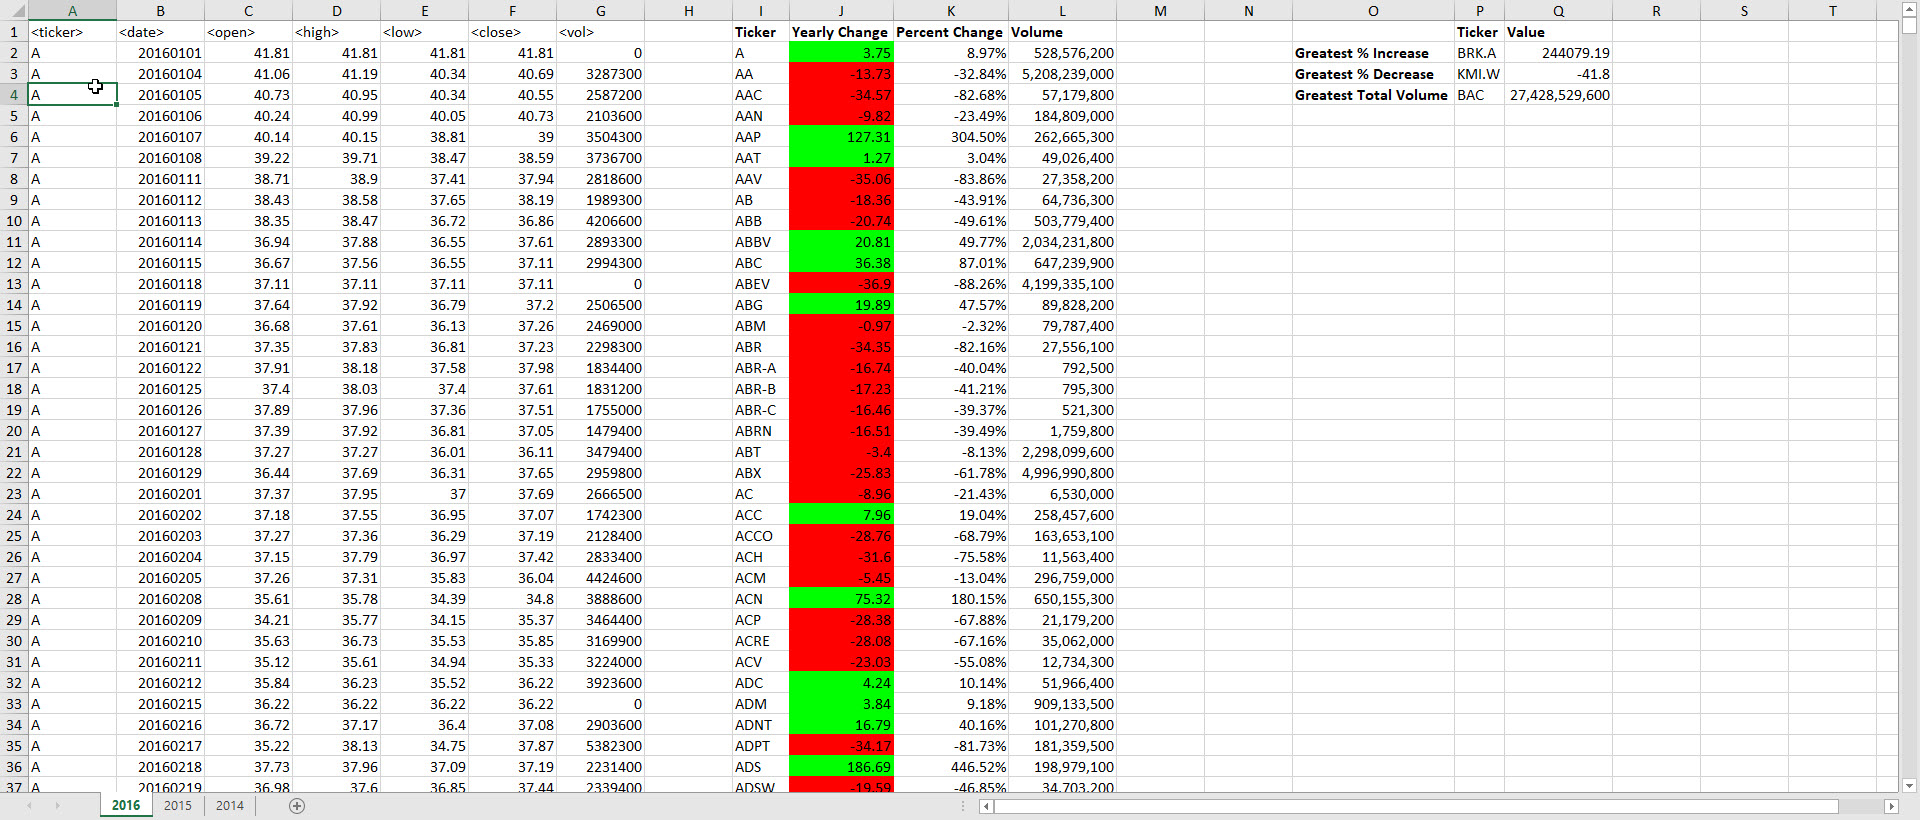 A B C D E F G H I J K L M N O P Q R S T
1 <ticker> <date> <open> <high> <low> <close> <vol> Ticker Yearly Change Percent Change Volume Ticker Value
2 A 20160101 41.81 41.81 41.81 41.81 0 A 3.75 8.97% 528,576,200 Greatest % Increase BRK.A 244079.19
3 A 20160104 41.06 41.19 40.34 40.69 3287300 AA -13.73 -32.84% 5,208,239,000 Greatest % Decrease KMI.W -41.8
4 A 20160105 40.73 40.95 40.34 40.55 2587200 AAC -34.57 -82.68% 57,179,800 Greatest Total Volume BAC 27,428,529,600
5 A 20160106 40.24 40.99 40.05 40.73 2103600 AAN -9.82 -23.49% 184,809,000
6 A 20160107 40.14 40.15 38.81 39 3504300 AAP 127.31 304.50% 262,665,300
7 A 20160108 39.22 39.71 38.47 38.59 3736700 AAT 1.27 3.04% 49,026,400
8 A 20160111 38.71 38.9 37.41 37.94 2818600 AAV -35.06 -83.86% 27,358,200
9 A 20160112 38.43 38.58 37.65 38.19 1989300 AB -18.36 -43.91% 64,736,300
10 A 20160113 38.35 38.47 36.72 36.86 4206600 ABB -20.74 -49.61% 503,779,400
11 A 20160114 36.94 37.88 36.55 37.61 2893300 ABBV 20.81 49.77% 2,034,231,800
12 A 20160115 36.67 37.56 36.55 37.11 2994300 ABC 36.38 87.01% 647,239,900
13 A 20160118 37.11 37.11 37.11 37.11 0 ABEV -36.9 -88.26% 4,199,335,100
14 A 20160119 37.64 37.92 36.79 37.2 2506500 ABG 19.89 47.57% 89,828,200
15 A 20160120 36.68 37.61 36.13 37.26 2469000 ABM -0.97 -2.32% 79,787,400
16 A 20160121 37.35 37.83 36.81 37.23 2298300 ABR -34.35 -82.16% 27,556,100
17 A 20160122 37.91 38.18 37.58 37.98 1834400 ABR-A -16.74 -40.04% 792,500
18 A 20160125 37.4 38.03 37.4 37.61 1831200 ABR-B -17.23 -41.21% 795,300
19 A 20160126 37.89 37.96 37.36 37.51 1755000 ABR-C -16.46 -39.37% 521,300
20 A 20160127 37.39 37.92 36.81 37.05 1479400 ABRN -16.51 -39.49% 1,759,800
21 A 20160128 37.27 37.27 36.01 36.11 3479400 ABT -3.4 -8.13% 2,298,099,600
22 A 20160129 36.44 37.69 36.31 37.65 2959800 ABX -25.83 -61.78% 4,996,990,800
23 A 20160201 37.37 37.95 37 37.69 2666500 AC -8.96 -21.43% 6,530,000
24 A 20160202 37.18 37.55 36.95 37.07 1742300 ACC 7.96 19.04% 258,457,600
25 A 20160203 37.27 37.36 36.29 37.19 2128400 ACCO -28.76 -68.79% 163,653,100
26 A 20160204 37.15 37.79 36.97 37.42 2833400 ACH -31.6 -75.58% 11,563,400
27 A 20160205 37.26 37.31 35.83 36.04 4424600 ACM -5.45 -13.04% 296,759,000
28 A 20160208 35.61 35.78 34.39 34.8 3888600 ACN 75.32 180.15% 650,155,300
29 A 20160209 34.21 35.77 34.15 35.37 3464400 ACP -28.38 -67.88% 21,179,200
30 A 20160210 35.63 36.73 35.53 35.85 3169900 ACRE -28.08 -67.16% 35,062,000
31 A 20160211 35.12 35.61 34.94 35.33 3224000 ACV -23.03 -55.08% 12,734,300
32 A 20160212 35.84 36.23 35.52 36.22 3923600 ADC 4.24 10.14% 51,966,400
33 A 20160215 36.22 36.22 36.22 36.22 0 ADM 3.84 9.18% 909,133,500
34 A 20160216 36.72 37.17 36.4 37.08 2903600 ADNT 16.79 40.16% 101,270,800
35 A 20160217 35.22 38.13 34.75 37.87 5382300 ADPT -34.17 -81.73% 181,359,500
36 A 20160218 37.73 37.96 37.09 37.19 2231400 ADS 186.69 446.52% 198,979,100
37 A 20160219 36.98 37.6 36.85 37.44 2339400 ADSW -19.59 -46.85% 34,703,200
2016 2015 2014